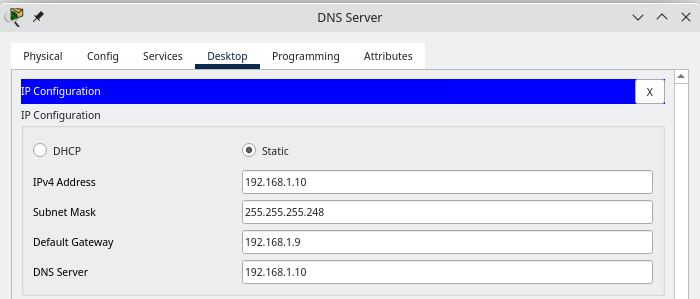 DNS Server
Physical Config Services Desktop Programming Attributes
IP Configuration X
IP Configuration
DHCP Static
IPv4 Address 192.168.1.10
Subnet Mask 255.255.255.248
Default Gateway 192.168.1.9
DNS Server 192.168.1.10